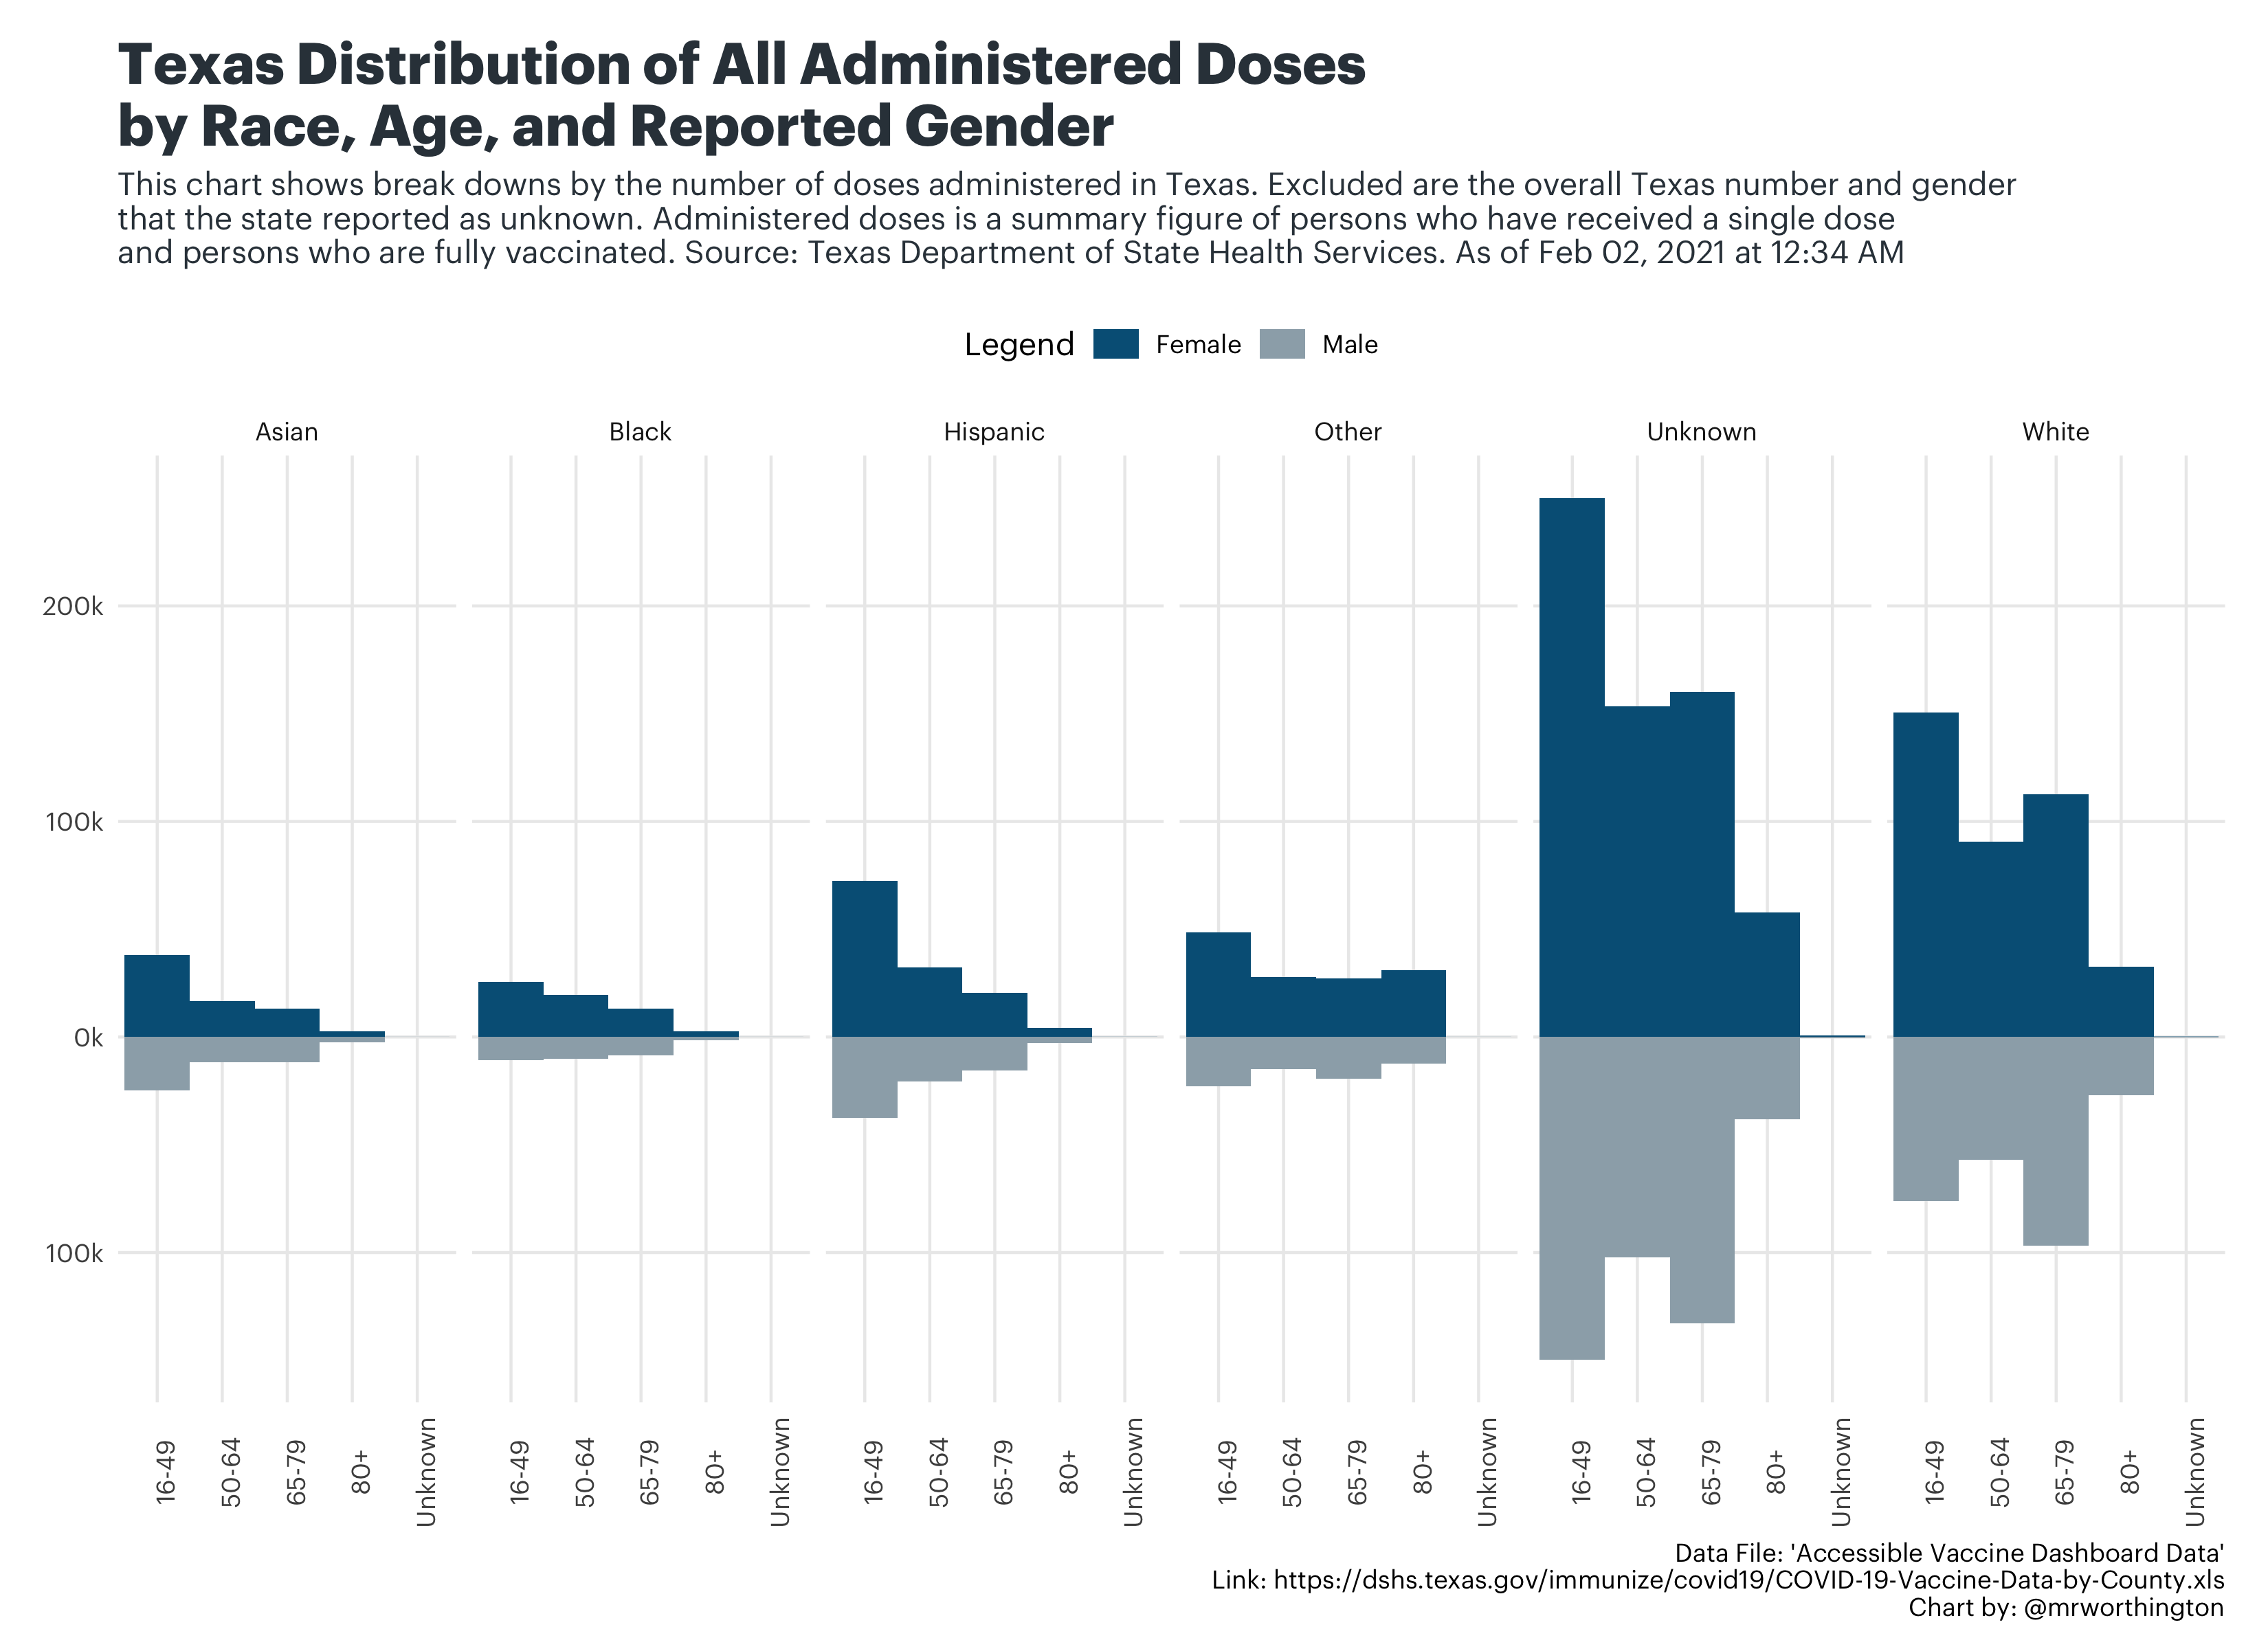 Texas Distribution of All Administered Doses
by Race, Age, and Reported Gender
This chart shows break downs by the number of doses administered in Texas. Excluded are the overall Texas number and gender
that the state reported as unknown. Administered doses is a summary figure of persons who have received a single dose
and persons who are fully vaccinated. Source: Texas Department of State Health Services. As of Feb 02, 2021 at 12:34 AM
Legend Female Male
Asian Black Hispanic Other Unknown White
200k
100k
0k
100k
16-49 50-64 65-79 80+ Unknown 16-49 50-64 65-79 80+ Unknown 16-49 50-64 65-79 80+ Unknown 16-49 50-64 65-79 80+ Unknown 16-49 50-64 65-79 80+ Unknown 16-49 50-64 65-79 80+ Unknown
Data File: 'Accessible Vaccine Dashboard Data'
Link: https://dshs.texas.gov/immunize/covid19/COVID-19-Vaccine-Data-by-County.xls
Chart by: @mrworthington